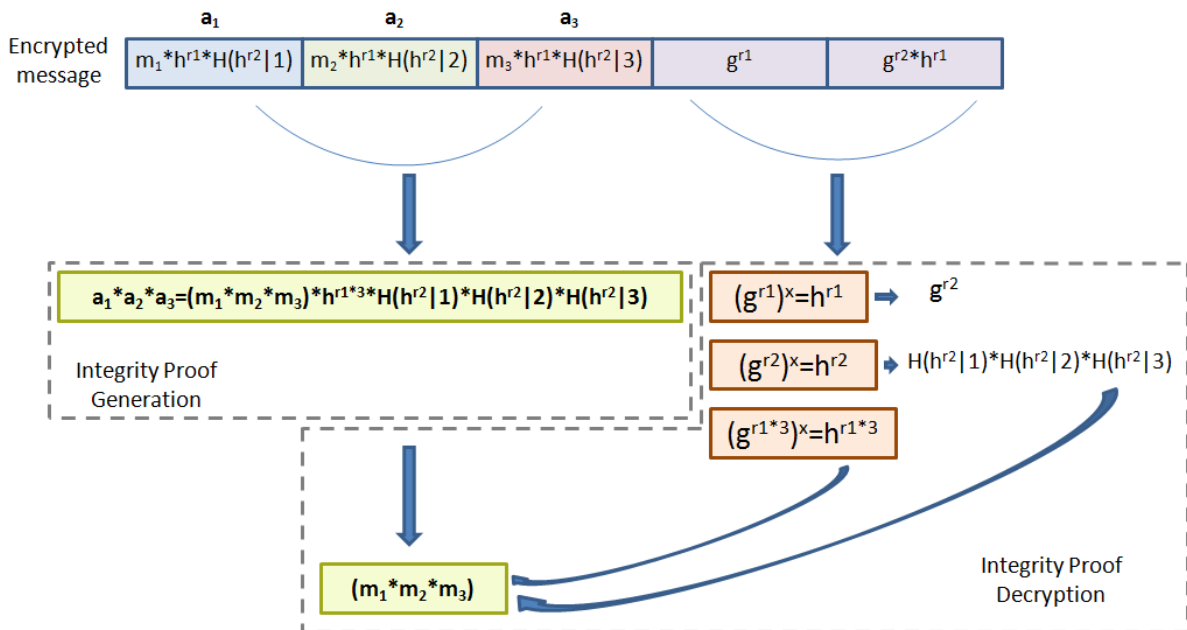 a₁ a₂ a₃
Encrypted
message
m₁*hʳ¹*H(hʳ²|1) m₂*hʳ¹*H(hʳ²|2) m₃*hʳ¹*H(hʳ²|3) gʳ¹ gʳ²*hʳ¹
a₁*a₂*a₃=(m₁*m₂*m₃)*hʳ¹*³*H(hʳ²|1)*H(hʳ²|2)*H(hʳ²|3)
Integrity Proof
Generation
(gʳ¹)ˣ=hʳ¹ gʳ²
(gʳ²)ˣ=hʳ² H(hʳ²|1)*H(hʳ²|2)*H(hʳ²|3)
(gʳ¹*³)ˣ=hʳ¹*³
(m₁*m₂*m₃)
Integrity Proof
Decryption